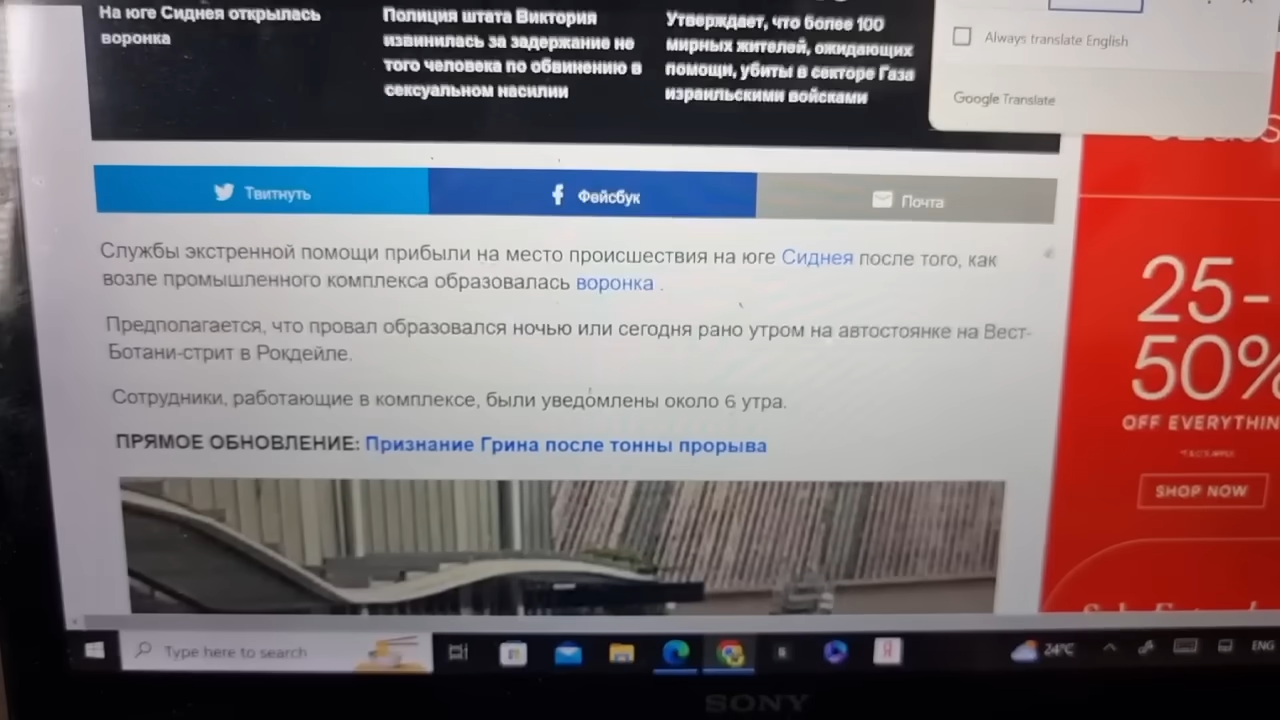 На юге Сиднея открылась
воронка
Полиция штата Виктория
извинилась за задержание не
того человека по обвинению в
сексуальном насилии
Утверждает, что более 100
мирных жителей, ожидающих
помощи, убиты в секторе Газа
израильскими войсками
Always translate English
Google Translate
Твитнуть
Фейсбук
Почта
Службы экстренной помощи прибыли на место происшествия на юге Сиднея после того, как
возле промышленного комплекса образовалась воронка .
Предполагается, что провал образовался ночью или сегодня рано утром на автостоянке на Вест-
Ботани-стрит в Рокдейле.
Сотрудники, работающие в комплексе, были уведомлены около 6 утра.
ПРЯМОЕ ОБНОВЛЕНИЕ: Признание Грина после тонны прорыва
25-
50%
OFF EVERYTHIN
SHOP NOW
Type here to search
24°C
ENG
SONY